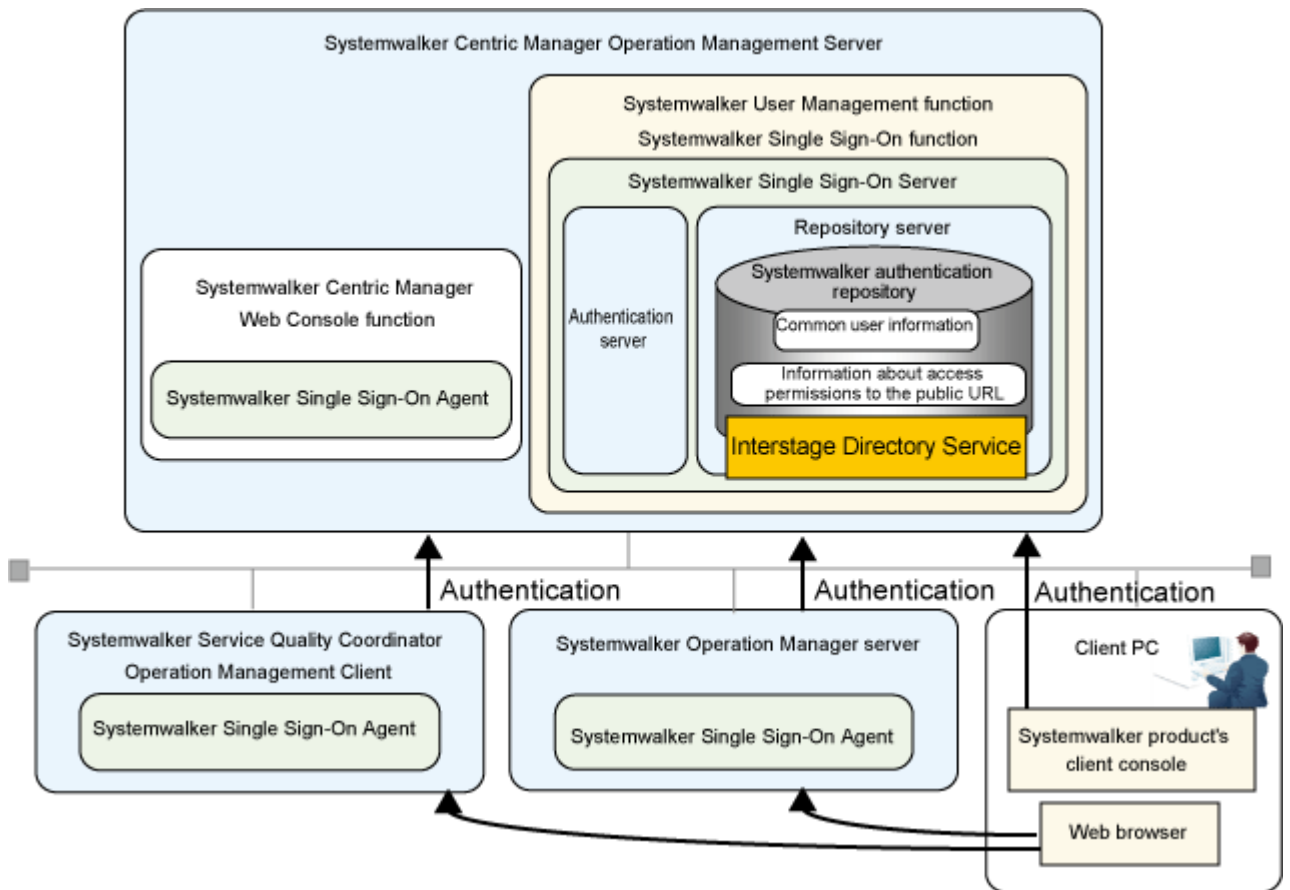 Systemwalker Centric Manager Operation Management Server
Systemwalker User Management function
Systemwalker Single Sign-On function
Systemwalker Single Sign-On Server
Repository server
Systemwalker authentication
repository
Common user information
Information about access
permissions to the public URL
Interstage Directory Service
Authentication
server
Systemwalker Centric Manager
Web Console function
Systemwalker Single Sign-On Agent
Authentication
Authentication
Authentication
Systemwalker Service Quality Coordinator
Operation Management Client
Systemwalker Single Sign-On Agent
Systemwalker Operation Manager server
Systemwalker Single Sign-On Agent
Client PC
Systemwalker product's
client console
Web browser